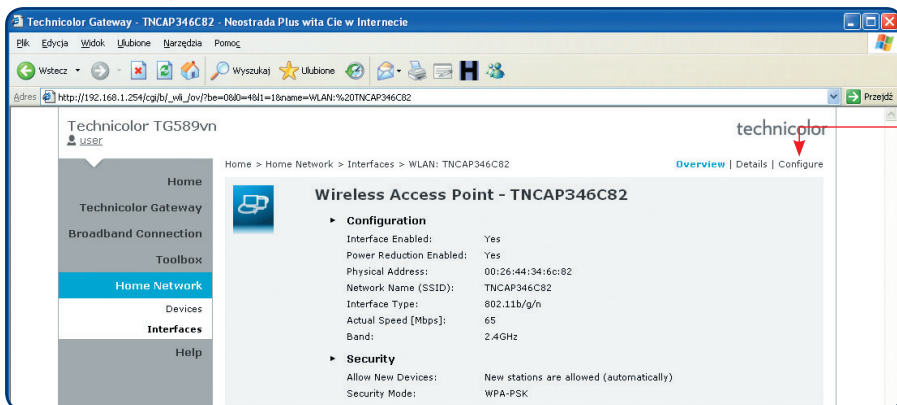 Technicolor Gateway - TNCAP346C82 - Neostrada Plus wita Cie w Internecie
Plik Edycja Widok Ulubione Narzędzia Pomoc
Wstecz Wyszukaj Ulubione
Adres http://192.168.1.254/cgi/b/_wli_/ov/?be=0&l0=4&l1=1&name=WLAN:%20TNCAP346C82 Przejdź
Technicolor TG589vn
technicolor
user
Home > Home Network > Interfaces > WLAN: TNCAP346C82
Overview | Details | Configure
Home
Technicolor Gateway
Broadband Connection
Toolbox
Home Network
Devices
Interfaces
Help
Wireless Access Point - TNCAP346C82
Configuration
Interface Enabled: Yes
Power Reduction Enabled: Yes
Physical Address: 00:26:44:34:6c:82
Network Name (SSID): TNCAP346C82
Interface Type: 802.11b/g/n
Actual Speed [Mbps]: 65
Band: 2.4GHz
Security
Allow New Devices: New stations are allowed (automatically)
Security Mode: WPA-PSK